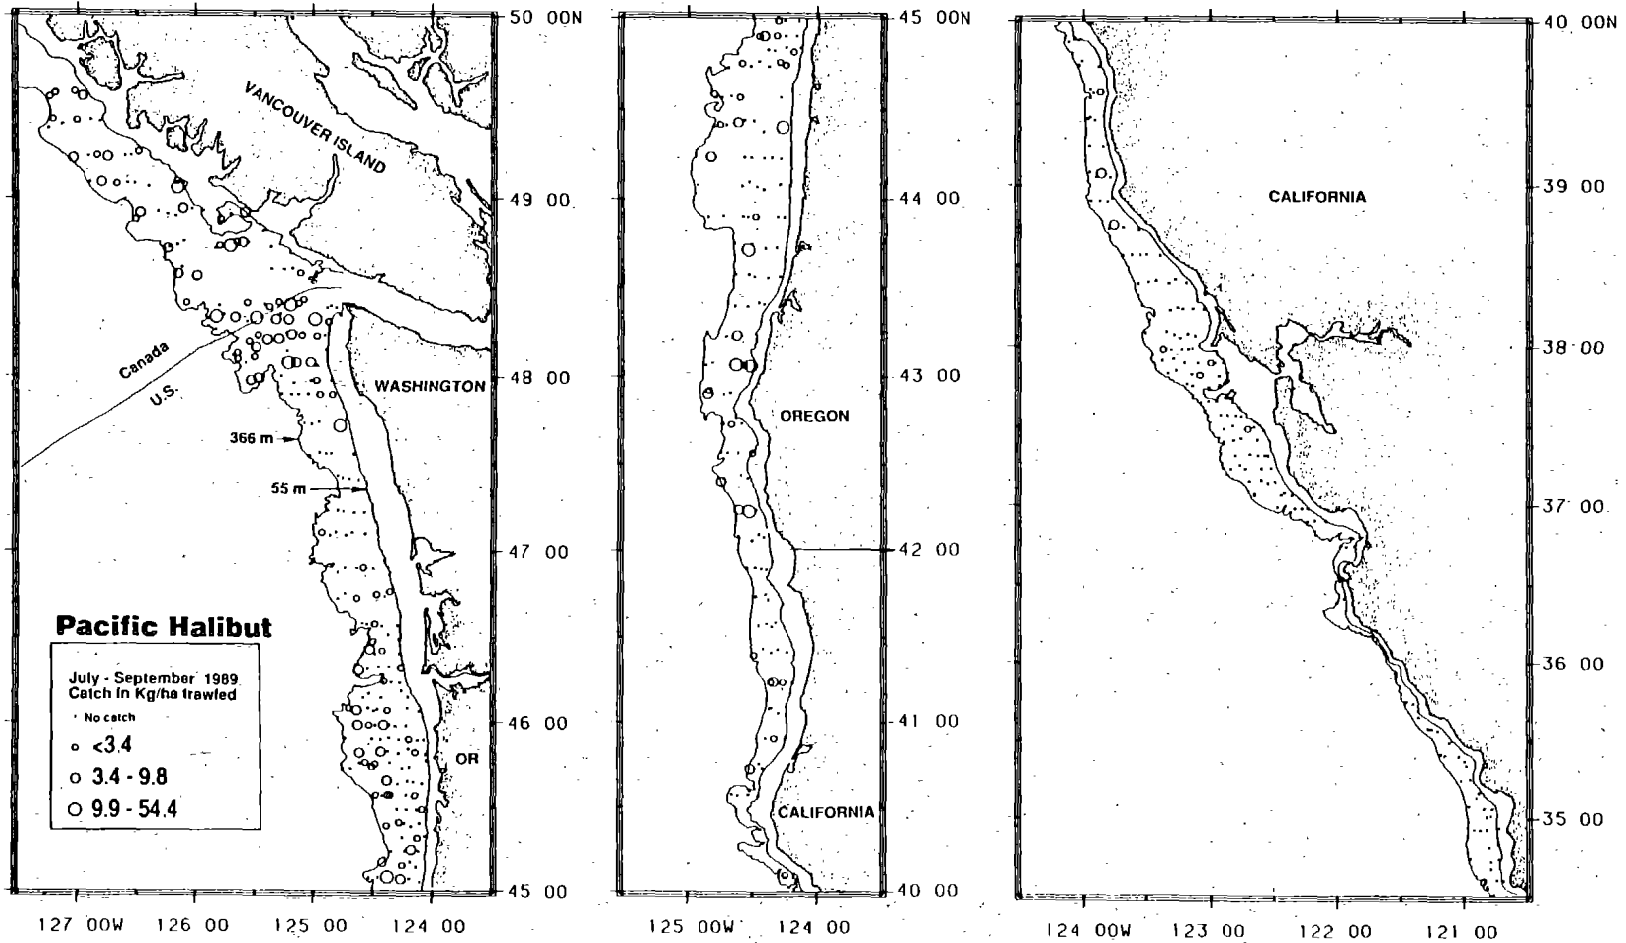 50 00N
VANCOUVER ISLAND
49 00
Canada
U.S.
48 00
WASHINGTON
366 m
55 m
47 00
Pacific Halibut
July - September 1989
Catch in Kg/ha trawled
· No catch
<3.4
3.4 - 9.8
9.9 - 54.4
46 00
OR
45 00
127 00W 126 00 125 00 124 00
45 00N
44 00
43 00
OREGON
42 00
41 00
CALIFORNIA
40 00
125 00W 124 00
40 00N
39 00
CALIFORNIA
38 00
37 00
36 00
35 00
124 00W 123 00 122 00 121 00